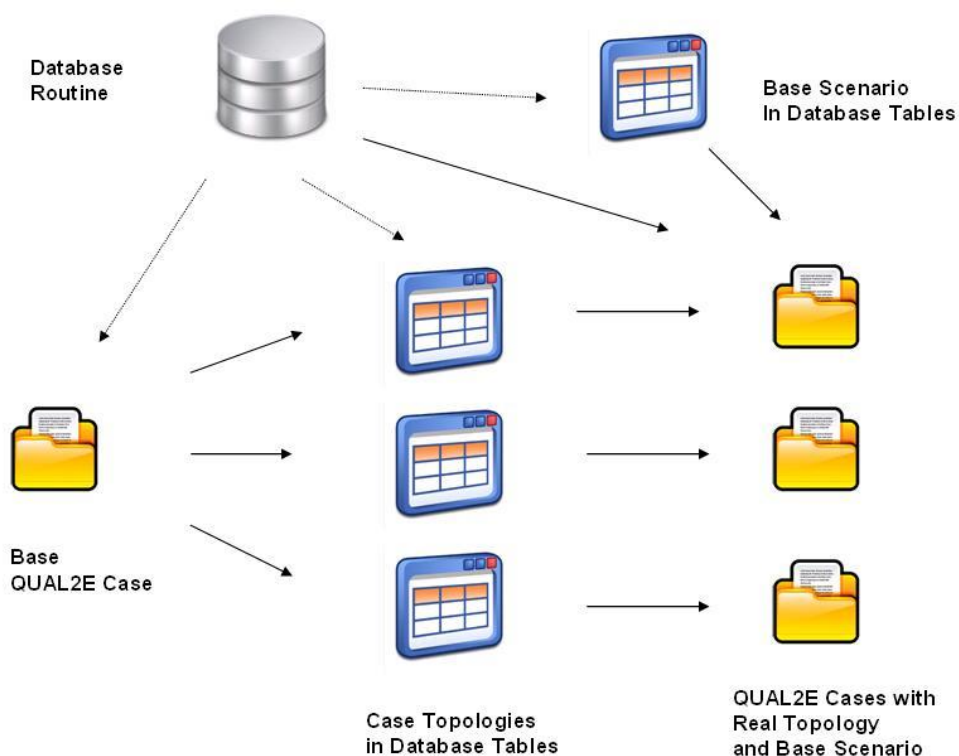 Database
Routine
Base Scenario
In Database Tables
Base
QUAL2E Case
Case Topologies
in Database Tables
QUAL2E Cases with
Real Topology
and Base Scenario